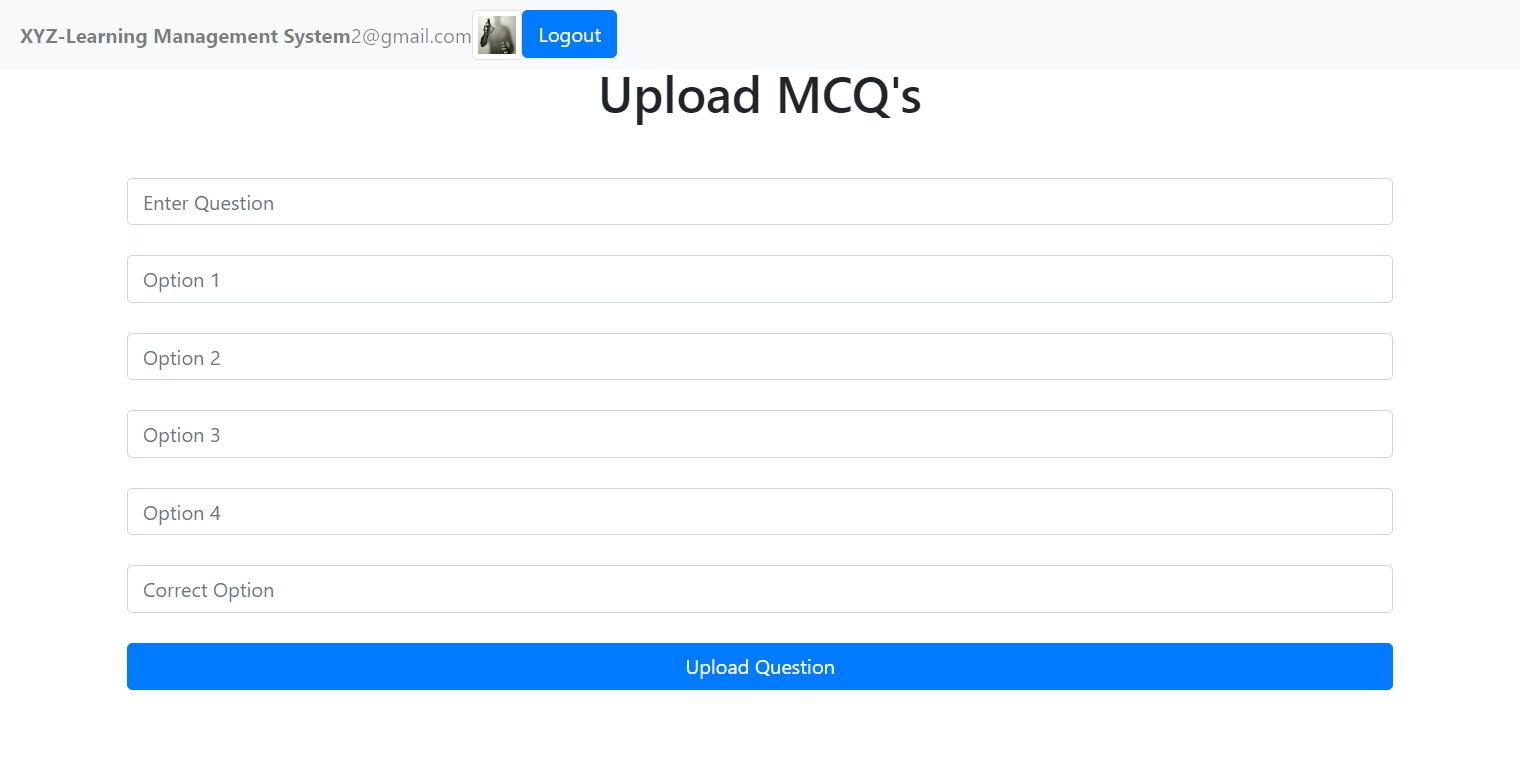 XYZ-Learning Management System2@gmail.com Logout
Upload MCQ's
Enter Question
Option 1
Option 2
Option 3
Option 4
Correct Option
Upload Question